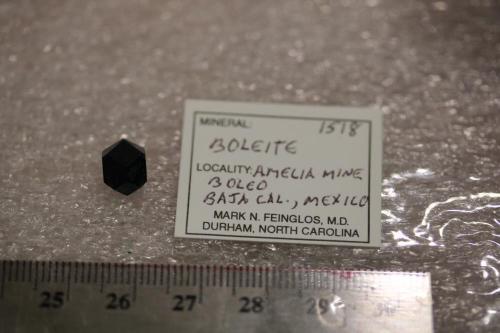 MINERAL: 1518
BOLEITE
LOCALITY: AMELIA MINE
BOLEO
BAJA CAL., MEXICO
MARK N. FEINGLOS, M.D.
DURHAM, NORTH CAROLINA
25 26 27 28 29